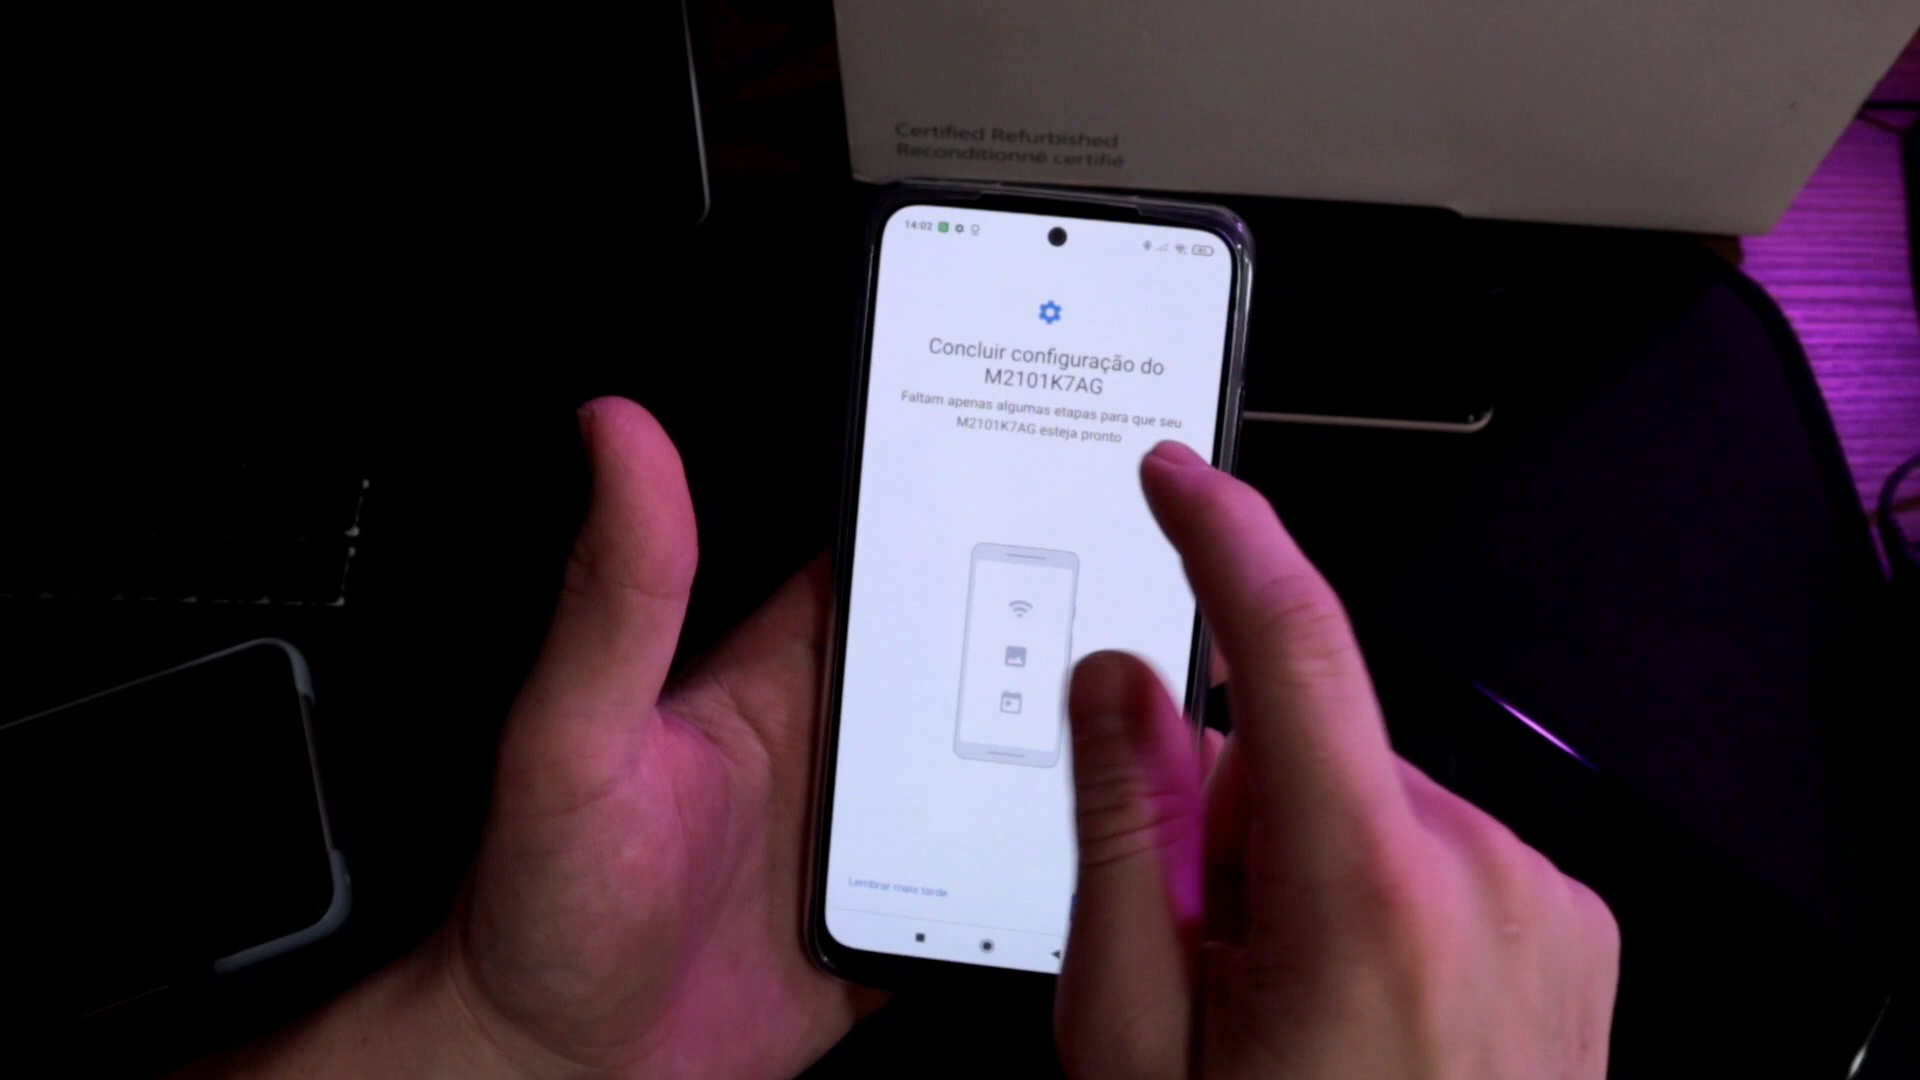 Certified Refurbished
Reconditionné certifié
14:02
Concluir configuração do
M2101K7AG
Faltam apenas algumas etapas para que seu
M2101K7AG esteja pronto
Lembrar mais tarde